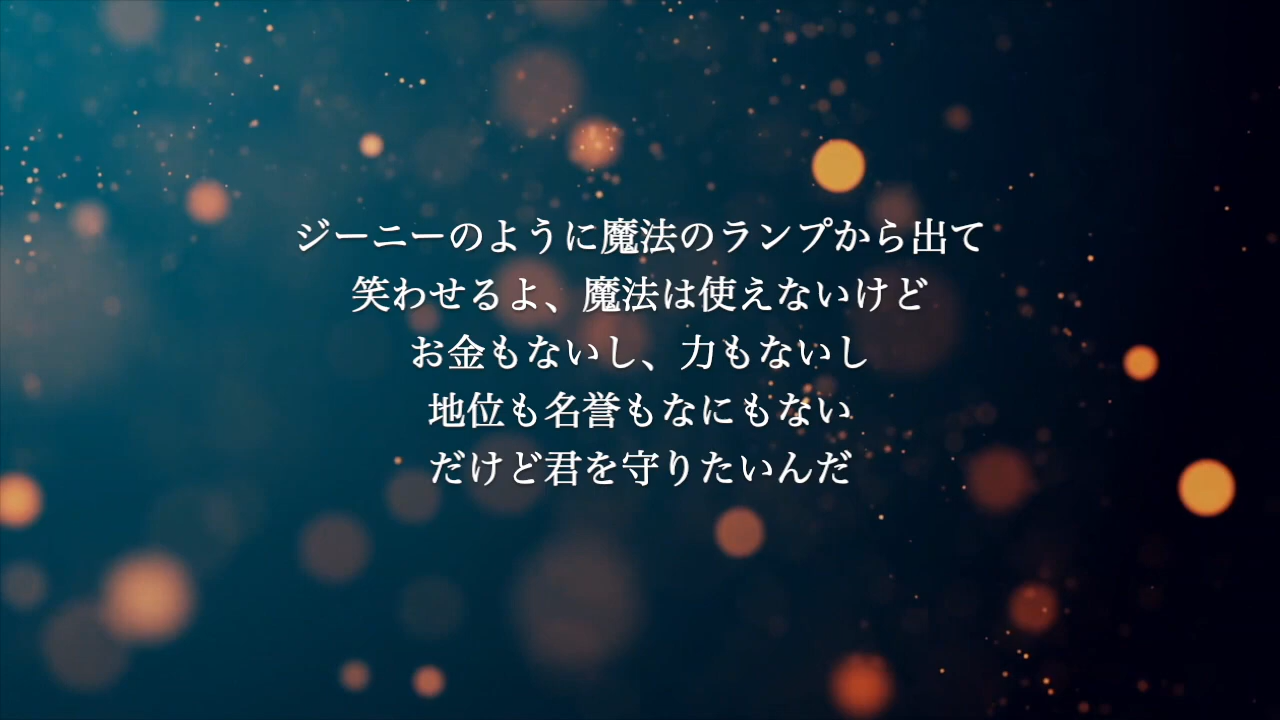 ジーニーのように魔法のランプから出て
笑わせるよ、魔法は使えないけど
お金もないし、力もないし
地位も名誉もなにもない
だけど君を守りたいんだ